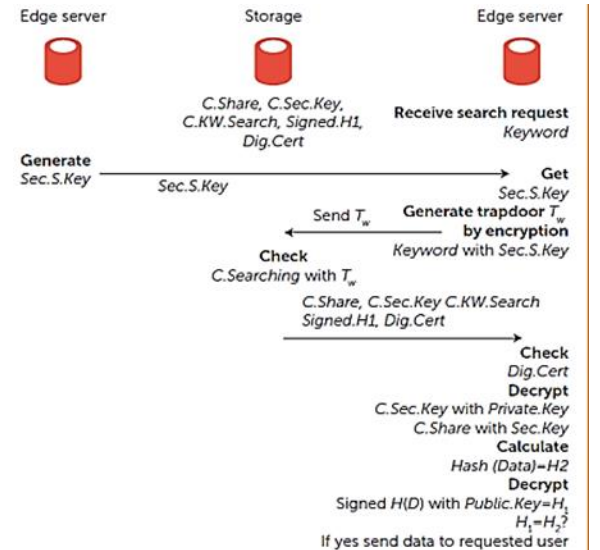 Edge server
Storage
Edge server
C.Share, C.Sec.Key,
C.KW.Search, Signed.H1,
Dig.Cert
Receive search request
Keyword
Generate
Sec.S.Key
Sec.S.Key
Get
Sec.S.Key
Send T_w
Generate trapdoor T_w
by encryption
Keyword with Sec.S.Key
Check
C.Searching with T_w
C.Share, C.Sec.Key C.KW.Search
Signed.H1, Dig.Cert
Check
Dig.Cert
Decrypt
C.Sec.Key with Private.Key
C.Share with Sec.Key
Calculate
Hash (Data)=H2
Decrypt
Signed H(D) with Public.Key=H₁
H₁=H₂?
If yes send data to requested user